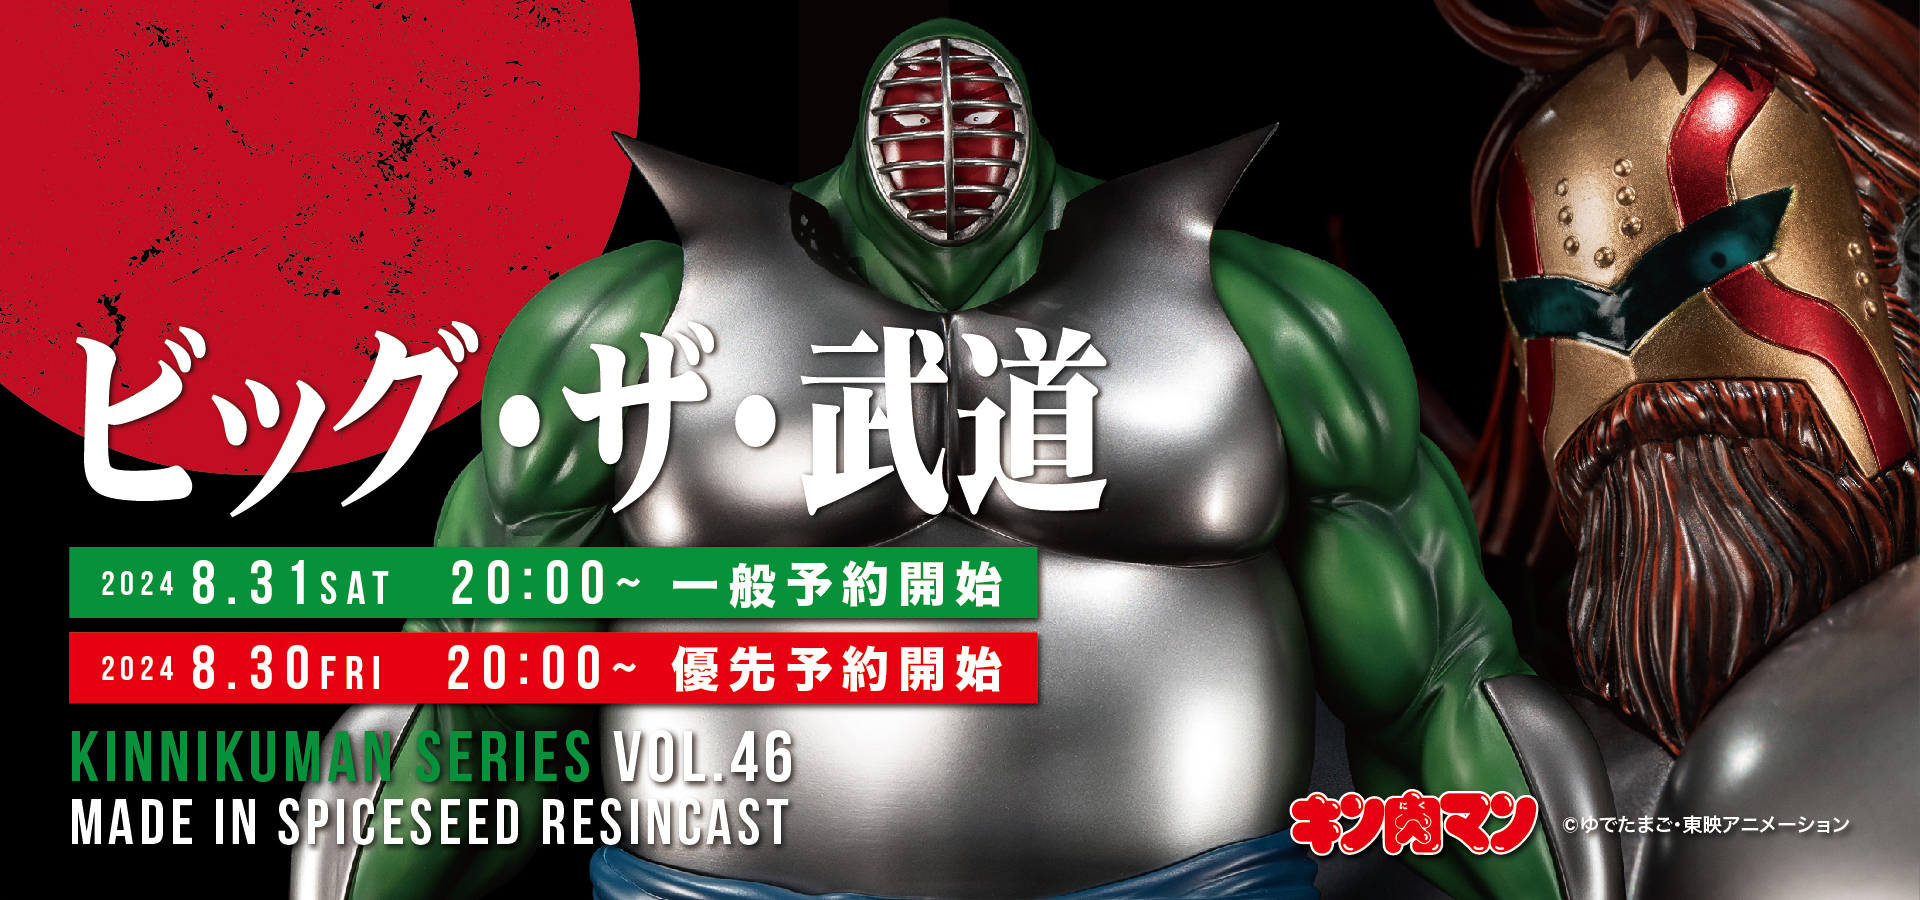 ビッグ・ザ・武道
2024 8.31SAT 20:00~ 一般予約開始
2024 8.30FRI 20:00~ 優先予約開始
KINNIKUMAN SERIES VOL.46
MADE IN SPICESEED RESINCAST
キン肉マン
©ゆでたまご・東映アニメーション